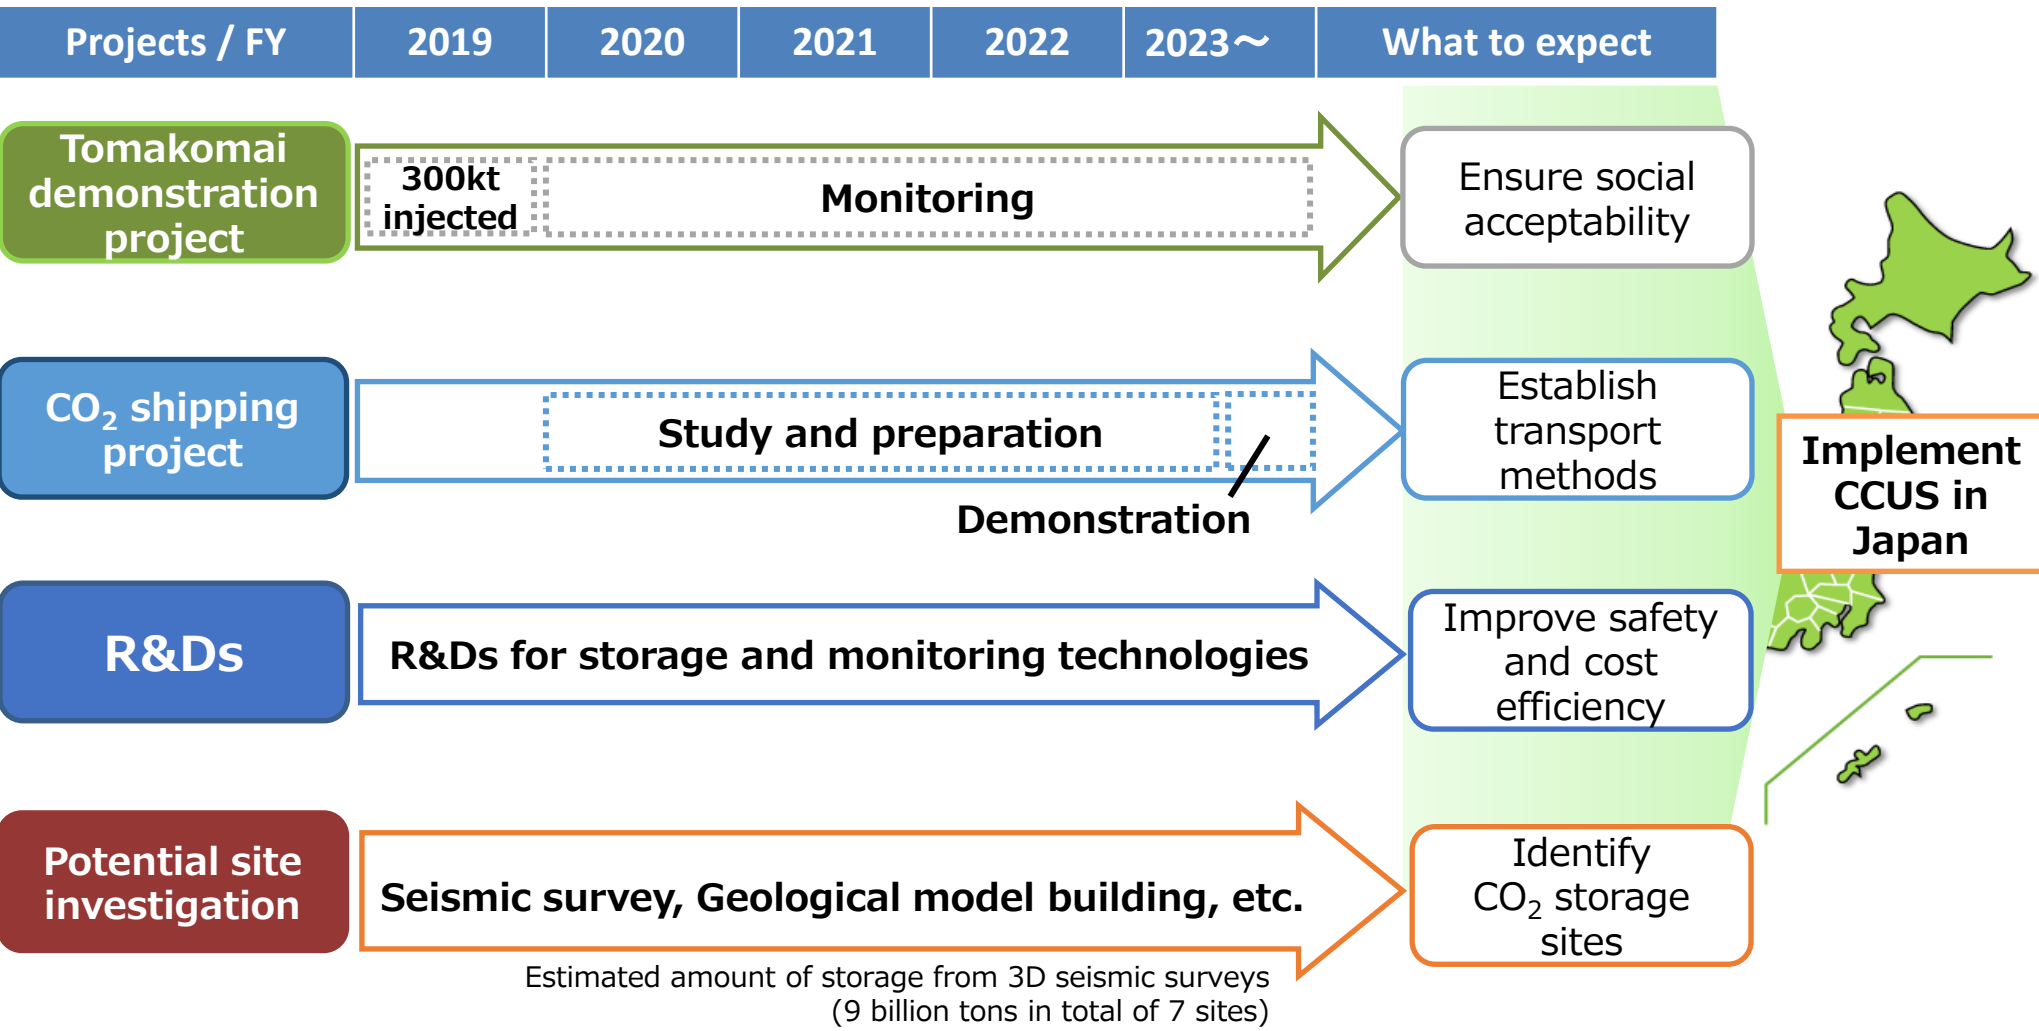 Projects / FY 2019 2020 2021 2022 2023～ What to expect
Tomakomai
demonstration
project
300kt
injected
Monitoring
Ensure social
acceptability
CO₂ shipping
project
Study and preparation
Demonstration
Establish
transport
methods
Implement
CCUS in
Japan
R&Ds
R&Ds for storage and monitoring technologies
Improve safety
and cost
efficiency
Potential site
investigation
Seismic survey, Geological model building, etc.
Identify
CO₂ storage
sites
Estimated amount of storage from 3D seismic surveys
(9 billion tons in total of 7 sites)